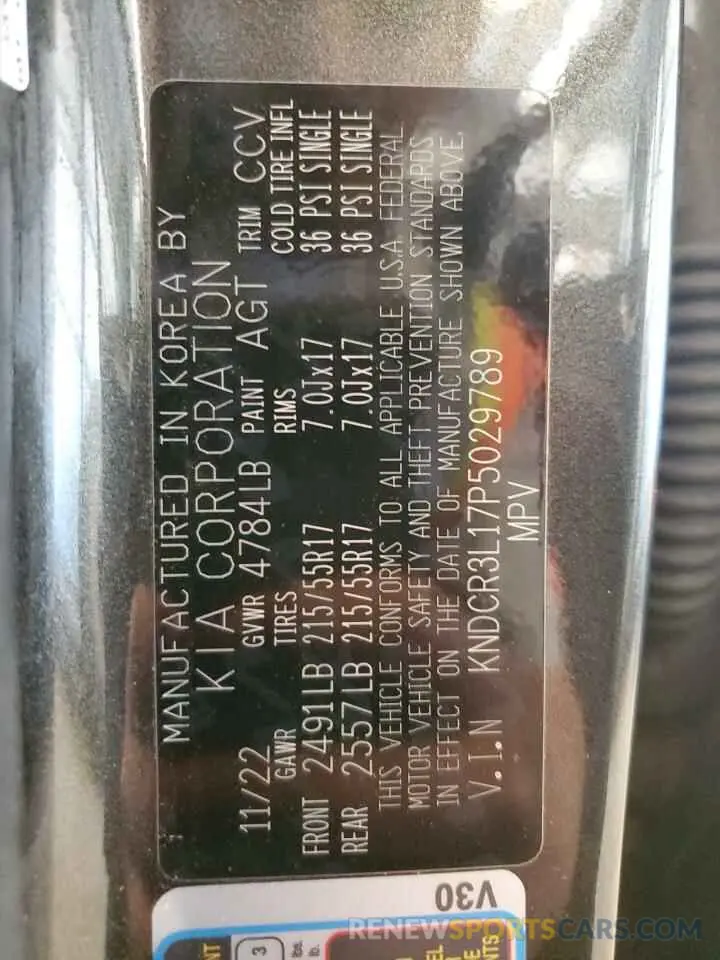 MANUFACTURED IN KOREA BY
KIA CORPORATION
11/22 GVWR 4784LB PAINT AGT TRIM CCV
GAWR TIRES RIMS COLD TIRE INFL
FRONT 2491LB 215/55R17 7.0Jx17 36 PSI SINGLE
REAR 2557LB 215/55R17 7.0Jx17 36 PSI SINGLE
THIS VEHICLE CONFORMS TO ALL APPLICABLE U.S.A FEDERAL
MOTOR VEHICLE SAFETY AND THEFT PREVENTION STANDARDS
IN EFFECT ON THE DATE OF MANUFACTURE SHOWN ABOVE.
V.I.N KNDCR3L17P5029789
MPV
V30
3
RENEWSPORTSCARS.COM